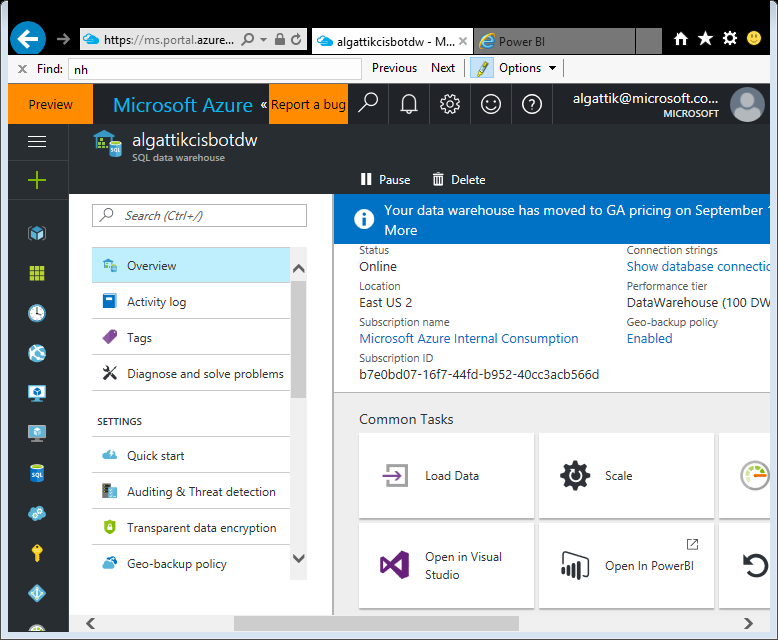 https://ms.portal.azure...
algattikcisbotdw - M...
Power BI
Find: nh
Previous
Next
Options
Preview
Microsoft Azure «
Report a bug
algattik@microsoft.co...
MICROSOFT
algattikcisbotdw
SQL data warehouse
Pause
Delete
Search (Ctrl+/)
Overview
Activity log
Tags
Diagnose and solve problems
SETTINGS
Quick start
Auditing & Threat detection
Transparent data encryption
Geo-backup policy
Your data warehouse has moved to GA pricing on September
More
Status
Online
Location
East US 2
Subscription name
Microsoft Azure Internal Consumption
Subscription ID
b7e0bd07-16f7-44fd-b952-40cc3acb566d
Connection strings
Show database connectio
Performance tier
DataWarehouse (100 DW
Geo-backup policy
Enabled
Common Tasks
Load Data
Scale
Open in Visual
Studio
Open In PowerBI
SQL
SQL